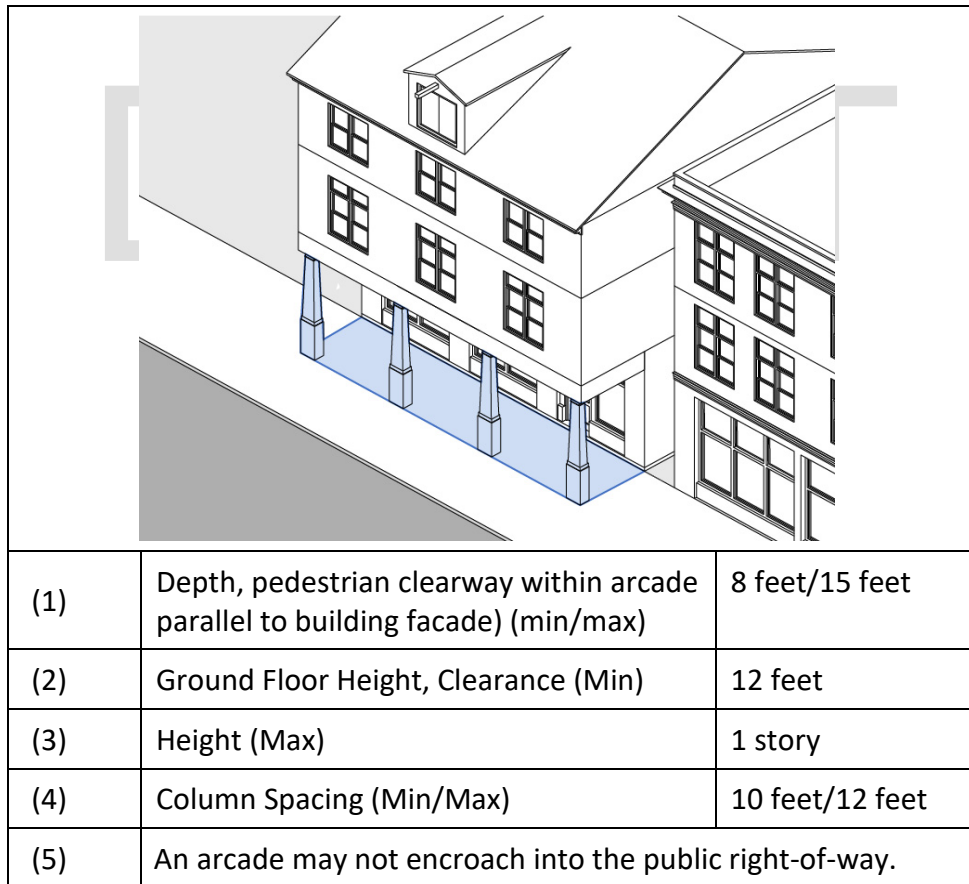 (1) Depth, pedestrian clearway within arcade 8 feet/15 feet
parallel to building facade) (min/max)
(2) Ground Floor Height, Clearance (Min) 12 feet
(3) Height (Max) 1 story
(4) Column Spacing (Min/Max) 10 feet/12 feet
(5) An arcade may not encroach into the public right-of-way.